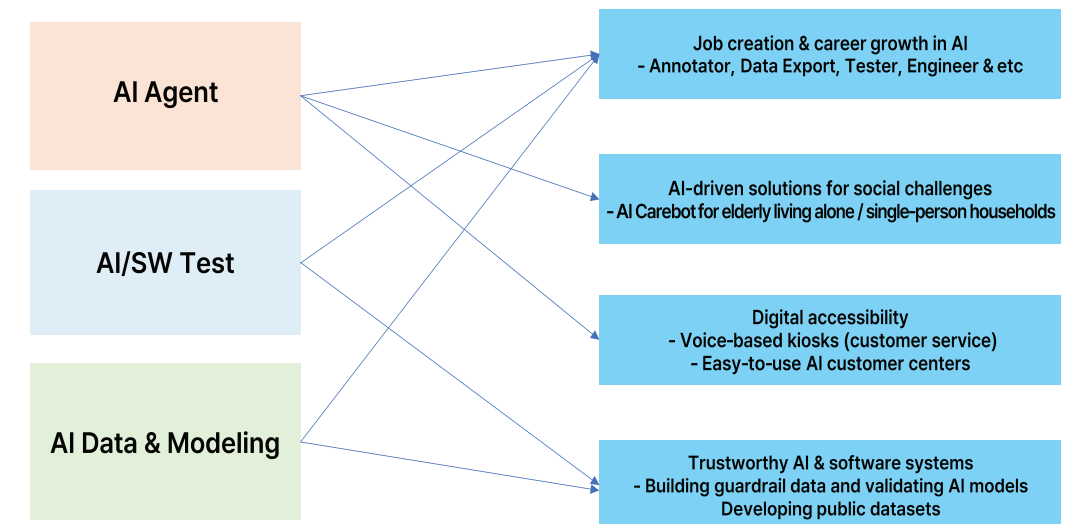 AI Agent
AI/SW Test
AI Data & Modeling
Job creation & career growth in AI
- Annotator, Data Export, Tester, Engineer & etc
AI-driven solutions for social challenges
- AI Carebot for elderly living alone / single-person households
Digital accessibility
- Voice-based kiosks (customer service)
- Easy-to-use AI customer centers
Trustworthy AI & software systems
- Building guardrail data and validating AI models
Developing public datasets